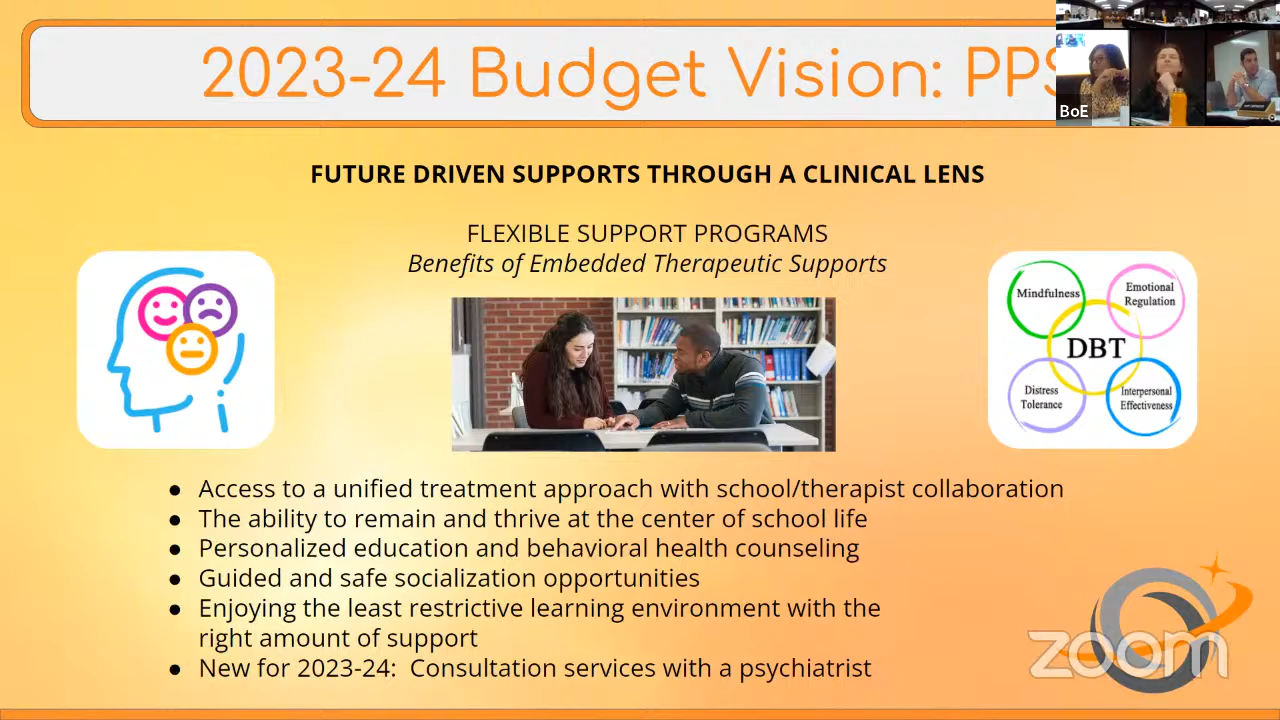 2023-24 Budget Vision: PPS
BoE
FUTURE DRIVEN SUPPORTS THROUGH A CLINICAL LENS
FLEXIBLE SUPPORT PROGRAMS
Benefits of Embedded Therapeutic Supports
Mindfulness
Emotional
Regulation
DBT
Distress
Tolerance
Interpersonal
Effectiveness
● Access to a unified treatment approach with school/therapist collaboration
● The ability to remain and thrive at the center of school life
● Personalized education and behavioral health counseling
● Guided and safe socialization opportunities
● Enjoying the least restrictive learning environment with the
right amount of support
● New for 2023-24: Consultation services with a psychiatrist
zoom